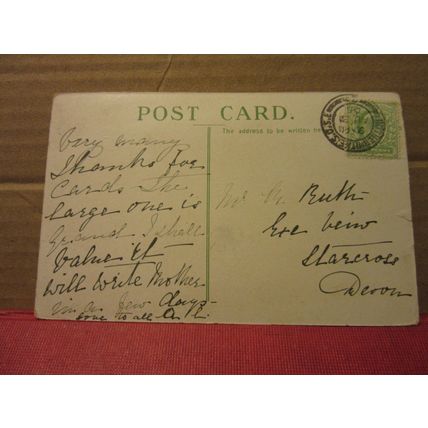 POST CARD.
The address to be written here
Very many
Thanks for
Cards The
large one is
Grand I shall
Value it
will write Mother
in an few days
love to all
Mr Ruth
Exe View
Starcross
Devon